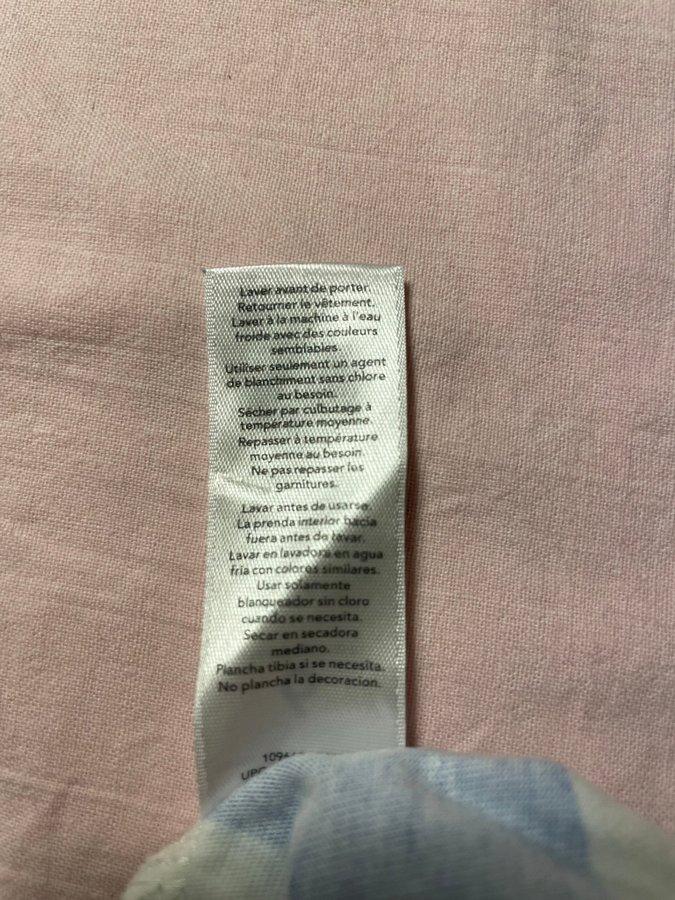 Laver avant de porter.
Retourner le vêtement.
Laver à la machine à l'eau
froide avec des couleurs
semblables.
Utiliser seulement un agent
de blanchiment sans chlore
au besoin.
Sécher par culbutage à
température moyenne.
Repasser à température
moyenne au besoin.
Ne pas repasser les
garnitures.
Lavar antes de usarse.
La prenda interior hacia
fuera antes de lavar.
Lavar en lavadora en agua
fria con colores similares.
Usar solamente
blanqueador sin cloro
cuando se necesita.
Secar en secadora
mediano.
Plancha tibia si se necesita.
No plancha la decoracion.
UPC